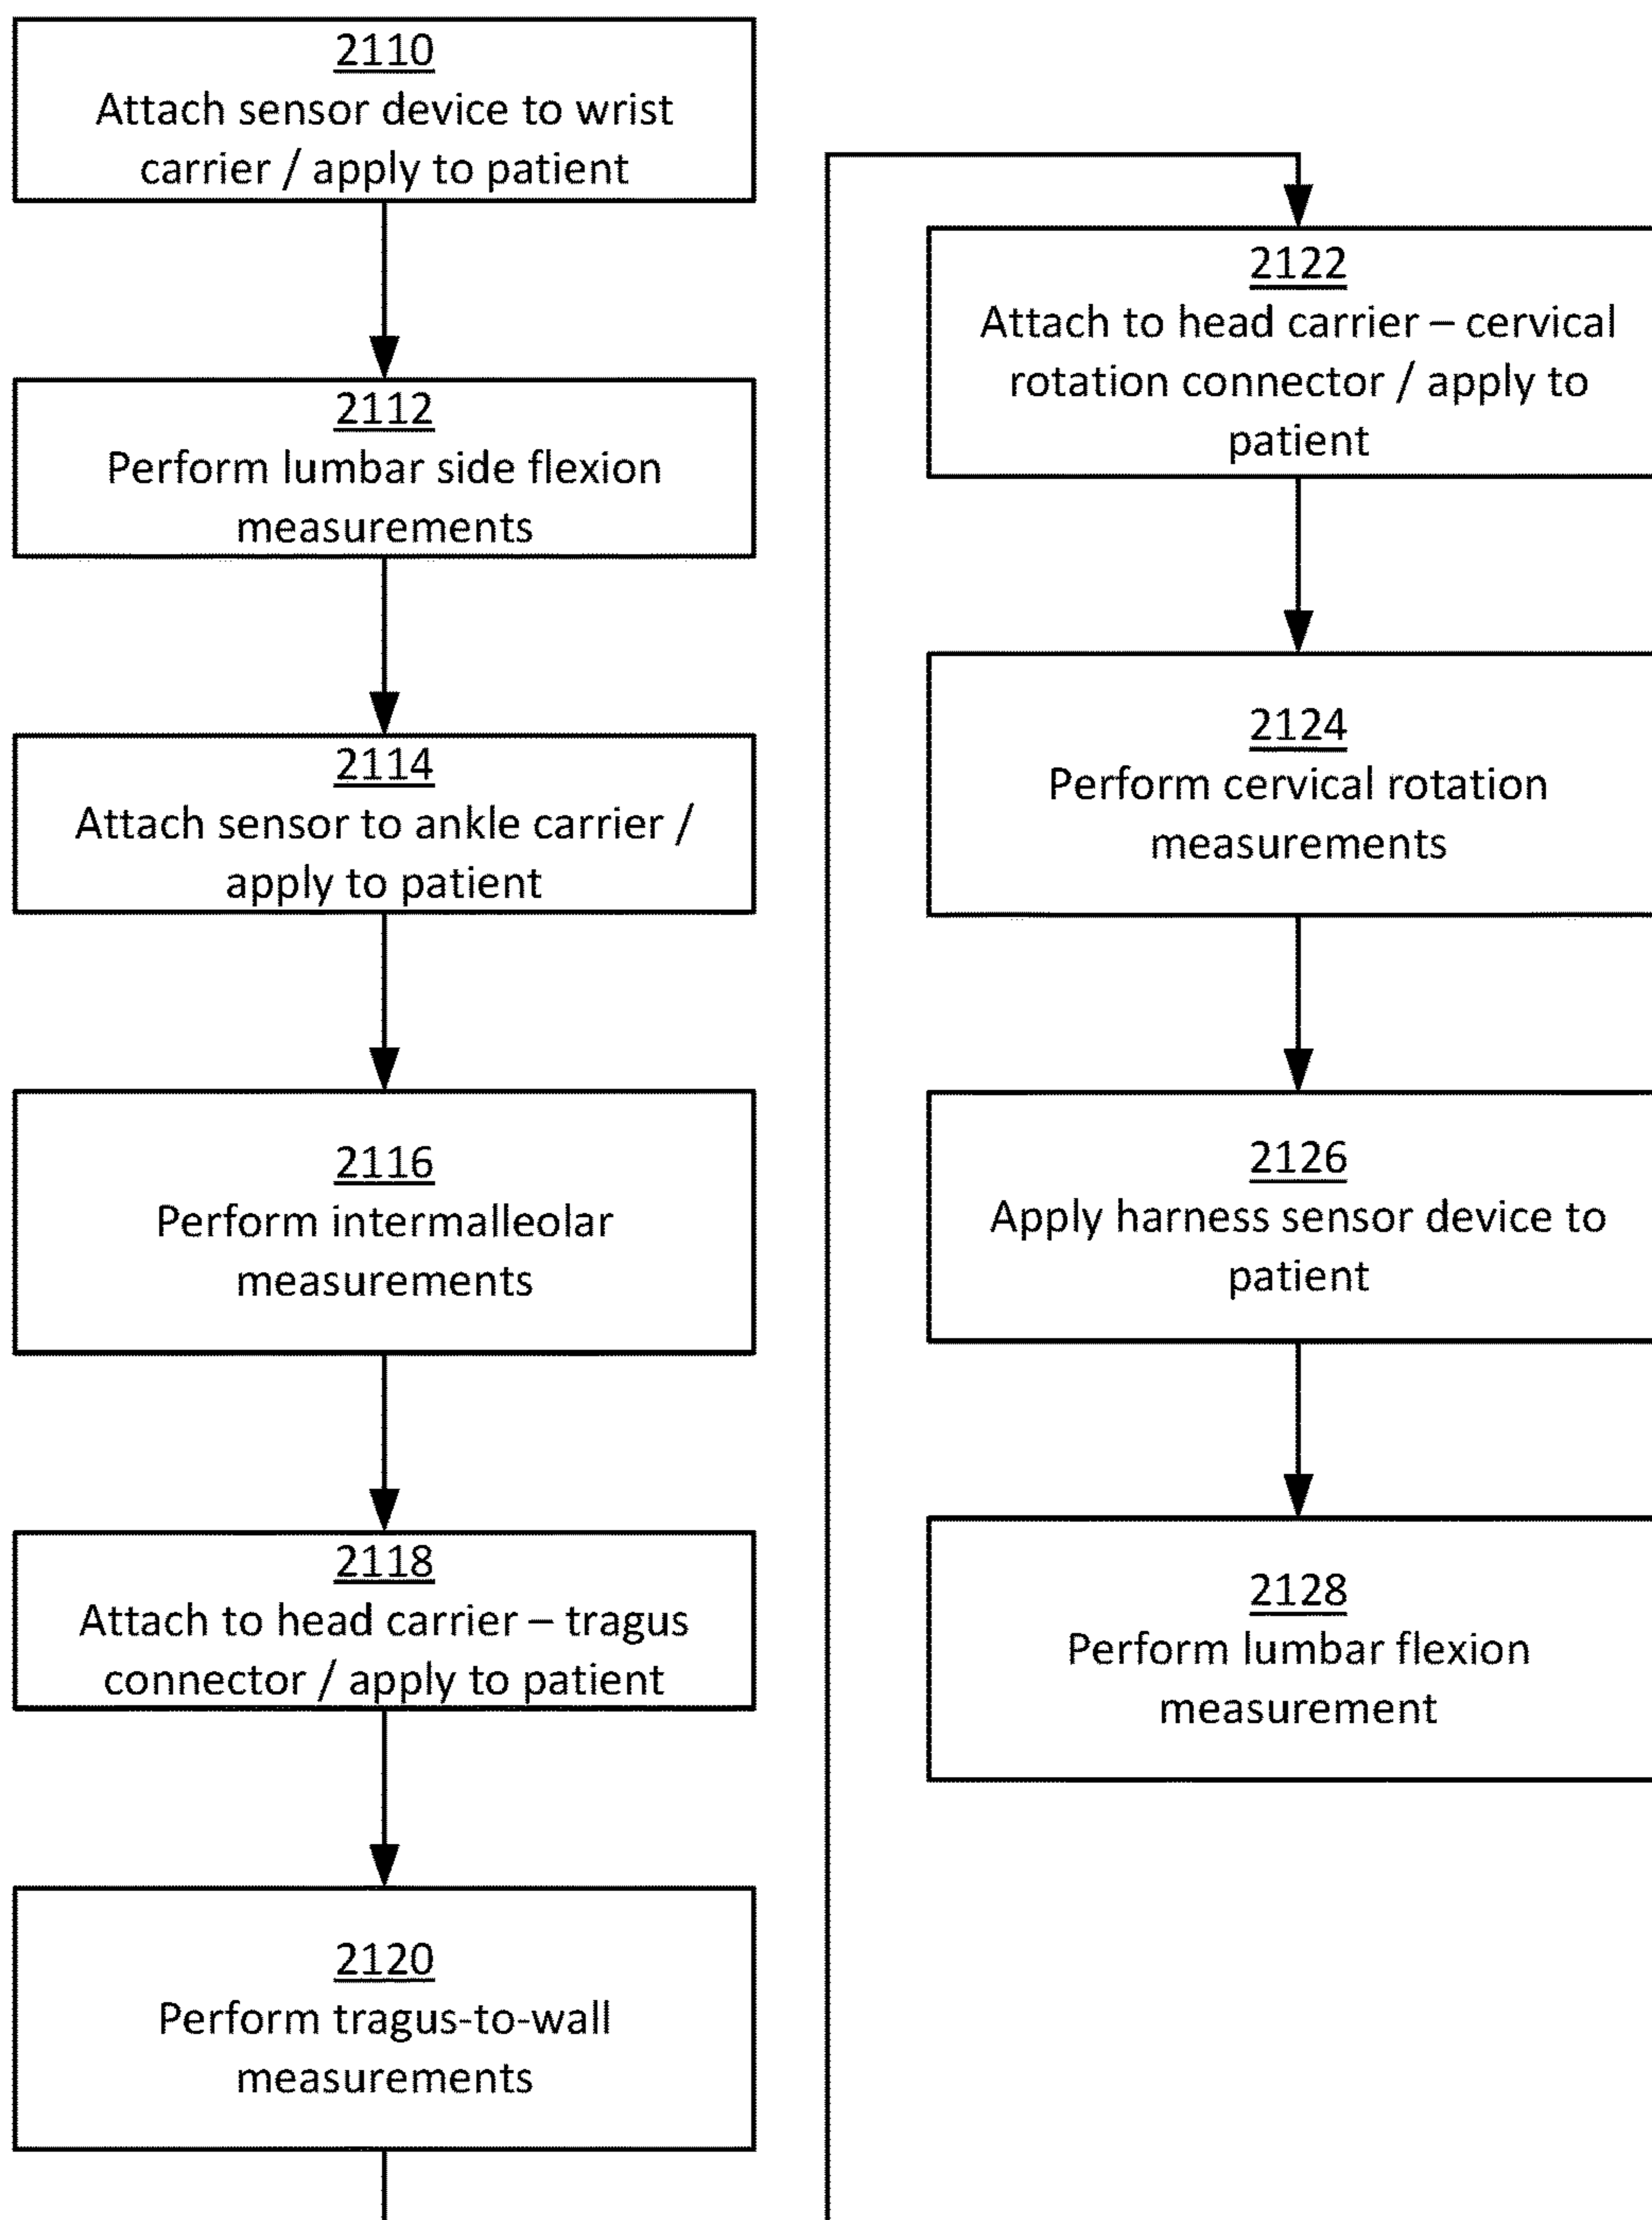 2110
Attach sensor device to wrist
carrier / apply to patient
2112
Perform lumbar side flexion
measurements
2114
Attach sensor to ankle carrier /
apply to patient
2116
Perform intermalleolar
measurements
2118
Attach to head carrier – tragus
connector / apply to patient
2120
Perform tragus-to-wall
measurements
2122
Attach to head carrier – cervical
rotation connector / apply to
patient
2124
Perform cervical rotation
measurements
2126
Apply harness sensor device to
patient
2128
Perform lumbar flexion
measurement